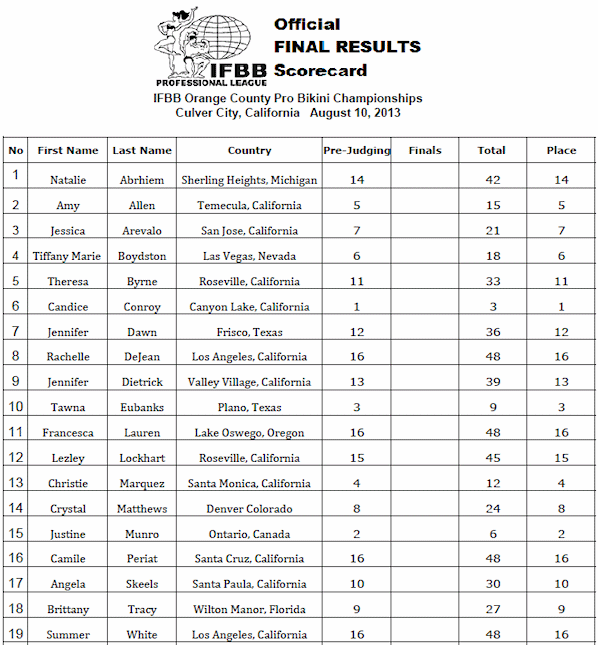 Official
FINAL RESULTS
IFBB Scorecard
PROFESSIONAL LEAGUE
IFBB Orange County Pro Bikini Championships
Culver City, California August 10, 2013
No First Name Last Name Country Pre-Judging Finals Total Place
1 Natalie Abrhiem Sherling Heights, Michigan 14 42 14
2 Amy Allen Temecula, California 5 15 5
3 Jessica Arevalo San Jose, California 7 21 7
4 Tiffany Marie Boydston Las Vegas, Nevada 6 18 6
5 Theresa Byrne Roseville, California 11 33 11
6 Candice Conroy Canyon Lake, California 1 3 1
7 Jennifer Dawn Frisco, Texas 12 36 12
8 Rachelle DeJean Los Angeles, California 16 48 16
9 Jennifer Dietrick Valley Village, California 13 39 13
10 Tawna Eubanks Plano, Texas 3 9 3
11 Francesca Lauren Lake Oswego, Oregon 16 48 16
12 Lezley Lockhart Roseville, California 15 45 15
13 Christie Marquez Santa Monica, California 4 12 4
14 Crystal Matthews Denver Colorado 8 24 8
15 Justine Munro Ontario, Canada 2 6 2
16 Camile Periat Santa Cruz, California 16 48 16
17 Angela Skeels Santa Paula, California 10 30 10
18 Brittany Tracy Wilton Manor, Florida 9 27 9
19 Summer White Los Angeles, California 16 48 16